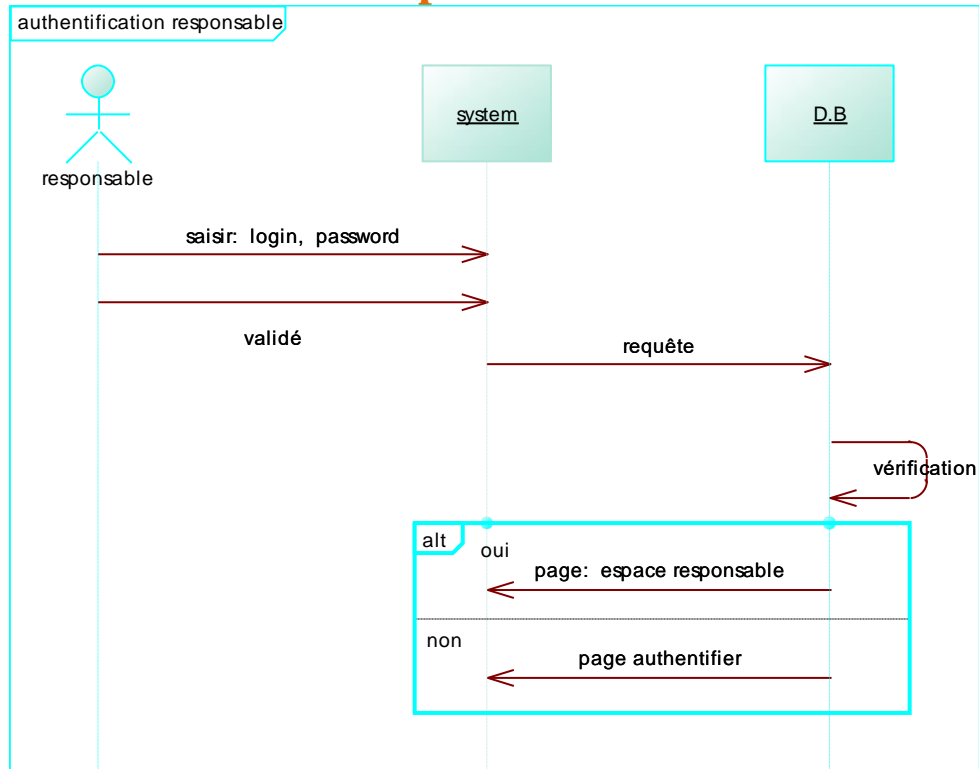 authentification responsable
system
D.B
responsable
saisir: login, password
validé
requête
vérification
alt
oui
page: espace responsable
non
page authentifier